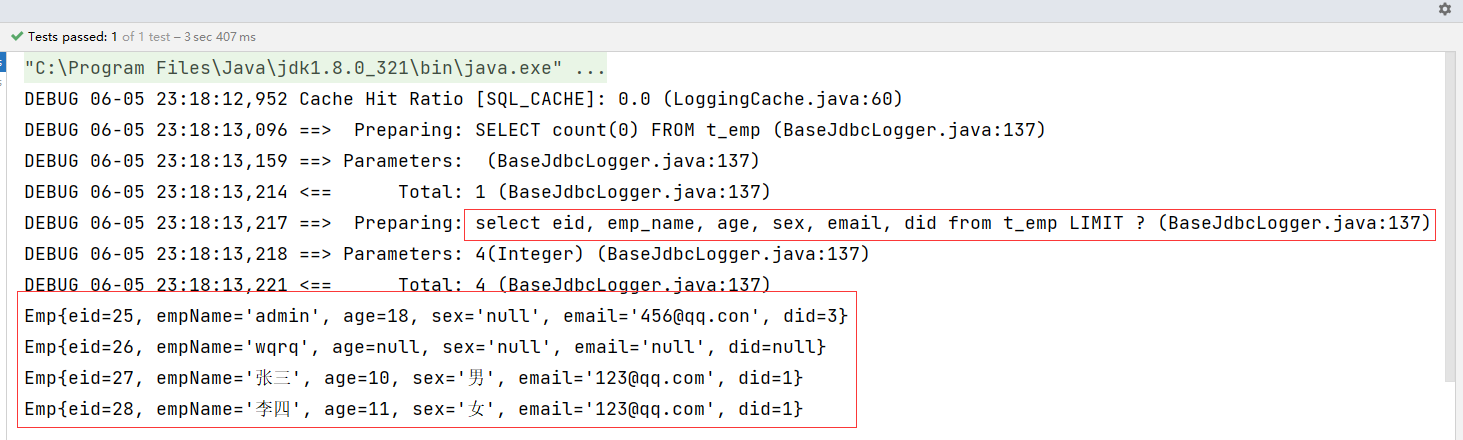 Tests passed: 1 of 1 test – 3 sec 407 ms
"C:\Program Files\Java\jdk1.8.0_321\bin\java.exe" ...
DEBUG 06-05 23:18:12,952 Cache Hit Ratio [SQL_CACHE]: 0.0 (LoggingCache.java:60)
DEBUG 06-05 23:18:13,096 ==>  Preparing: SELECT count(0) FROM t_emp (BaseJdbcLogger.java:137)
DEBUG 06-05 23:18:13,159 ==> Parameters:  (BaseJdbcLogger.java:137)
DEBUG 06-05 23:18:13,214 <==      Total: 1 (BaseJdbcLogger.java:137)
DEBUG 06-05 23:18:13,217 ==>  Preparing: select eid, emp_name, age, sex, email, did from t_emp LIMIT ? (BaseJdbcLogger.java:137)
DEBUG 06-05 23:18:13,218 ==> Parameters: 4(Integer) (BaseJdbcLogger.java:137)
DEBUG 06-05 23:18:13,221 <==      Total: 4 (BaseJdbcLogger.java:137)
Emp{eid=25, empName='admin', age=18, sex='null', email='456@qq.con', did=3}
Emp{eid=26, empName='wqrq', age=null, sex='null', email='null', did=null}
Emp{eid=27, empName='张三', age=10, sex='男', email='123@qq.com', did=1}
Emp{eid=28, empName='李四', age=11, sex='女', email='123@qq.com', did=1}